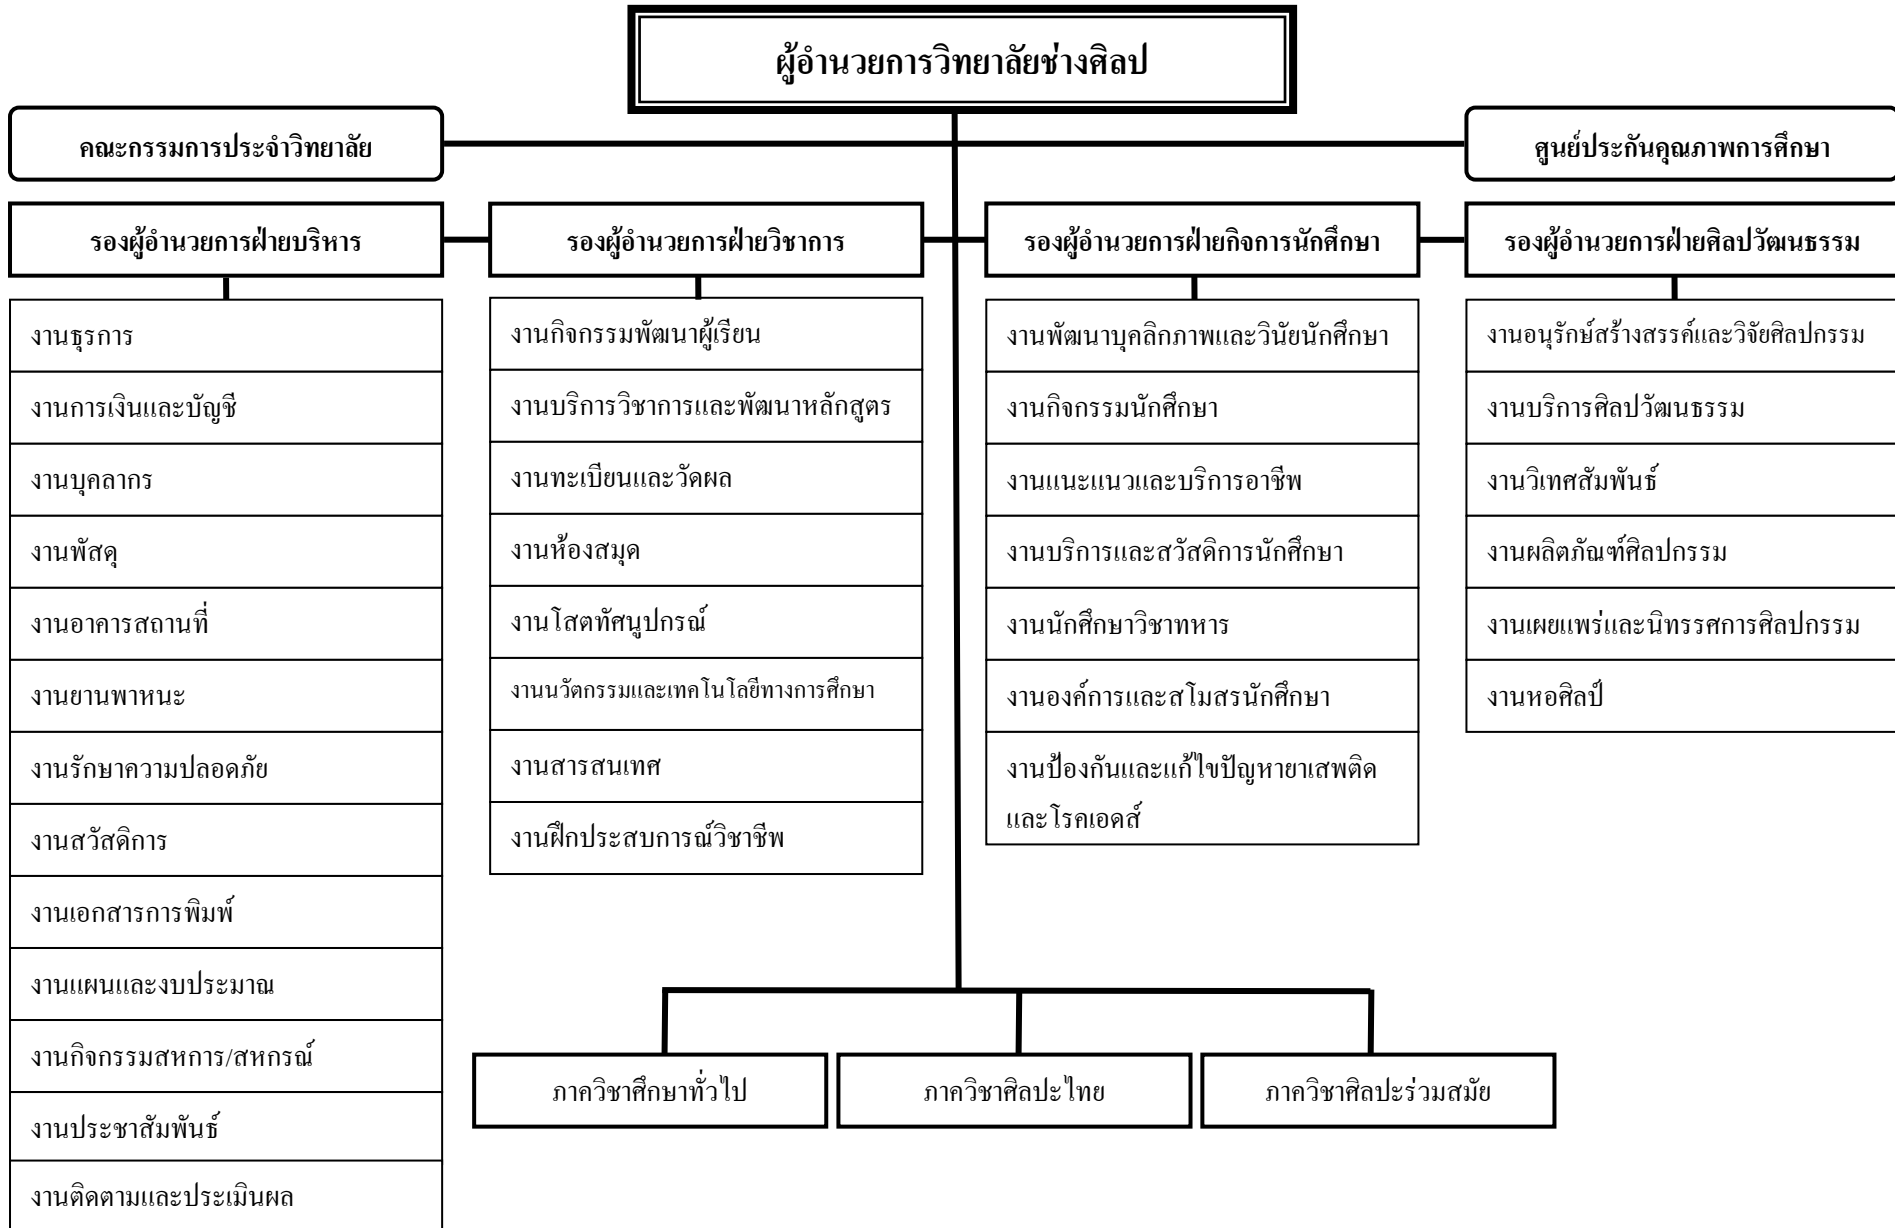 ผู้อำนวยการวิทยาลัยช่างศิลป
คณะกรรมการประจำวิทยาลัย
ศูนย์ประกันคุณภาพการศึกษา
รองผู้อำนวยการฝ่ายบริหาร
รองผู้อำนวยการฝ่ายวิชาการ
รองผู้อำนวยการฝ่ายกิจการนักศึกษา
รองผู้อำนวยการฝ่ายศิลปวัฒนธรรม
งานธุรการ
งานการเงินและบัญชี
งานบุคลากร
งานพัสดุ
งานอาคารสถานที่
งานยานพาหนะ
งานรักษาความปลอดภัย
งานสวัสดิการ
งานเอกสารการพิมพ์
งานแผนและงบประมาณ
งานกิจกรรมสหการ/สหกรณ์
งานประชาสัมพันธ์
งานติดตามและประเมินผล
งานกิจกรรมพัฒนาผู้เรียน
งานบริการวิชาการและพัฒนาหลักสูตร
งานทะเบียนและวัดผล
งานห้องสมุด
งานโสตทัศนูปกรณ์
งานนวัตกรรมและเทคโนโลยีทางการศึกษา
งานสารสนเทศ
งานฝึกประสบการณ์วิชาชีพ
งานพัฒนาบุคลิกภาพและวินัยนักศึกษา
งานกิจกรรมนักศึกษา
งานแนะแนวและบริการอาชีพ
งานบริการและสวัสดิการนักศึกษา
งานนักศึกษาวิชาทหาร
งานองค์การและสโมสรนักศึกษา
งานป้องกันและแก้ไขปัญหายาเสพติด
และโรคเอดส์
งานอนุรักษ์สร้างสรรค์และวิจัยศิลปกรรม
งานบริการศิลปวัฒนธรรม
งานวิเทศสัมพันธ์
งานผลิตภัณฑ์ศิลปกรรม
งานเผยแพร่และนิทรรศการศิลปกรรม
งานหอศิลป์
ภาควิชาศึกษาทั่วไป
ภาควิชาศิลปะไทย
ภาควิชาศิลปะร่วมสมัย